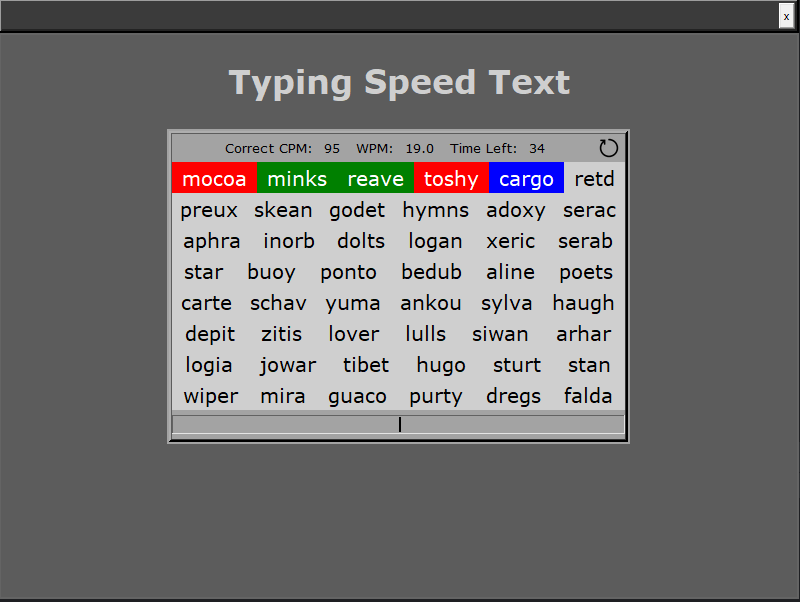 x
Typing Speed Text
Correct CPM: 95 WPM: 19.0 Time Left: 34
mocoa minks reave toshy cargo retd
preux skean godet hymns adoxy serac
aphra inorb dolts logan xeric serab
star buoy ponto bedub aline poets
carte schav yuma ankou sylva haugh
depit zitis lover lulls siwan arhar
logia jowar tibet hugo sturt stan
wiper mira guaco purty dregs falda